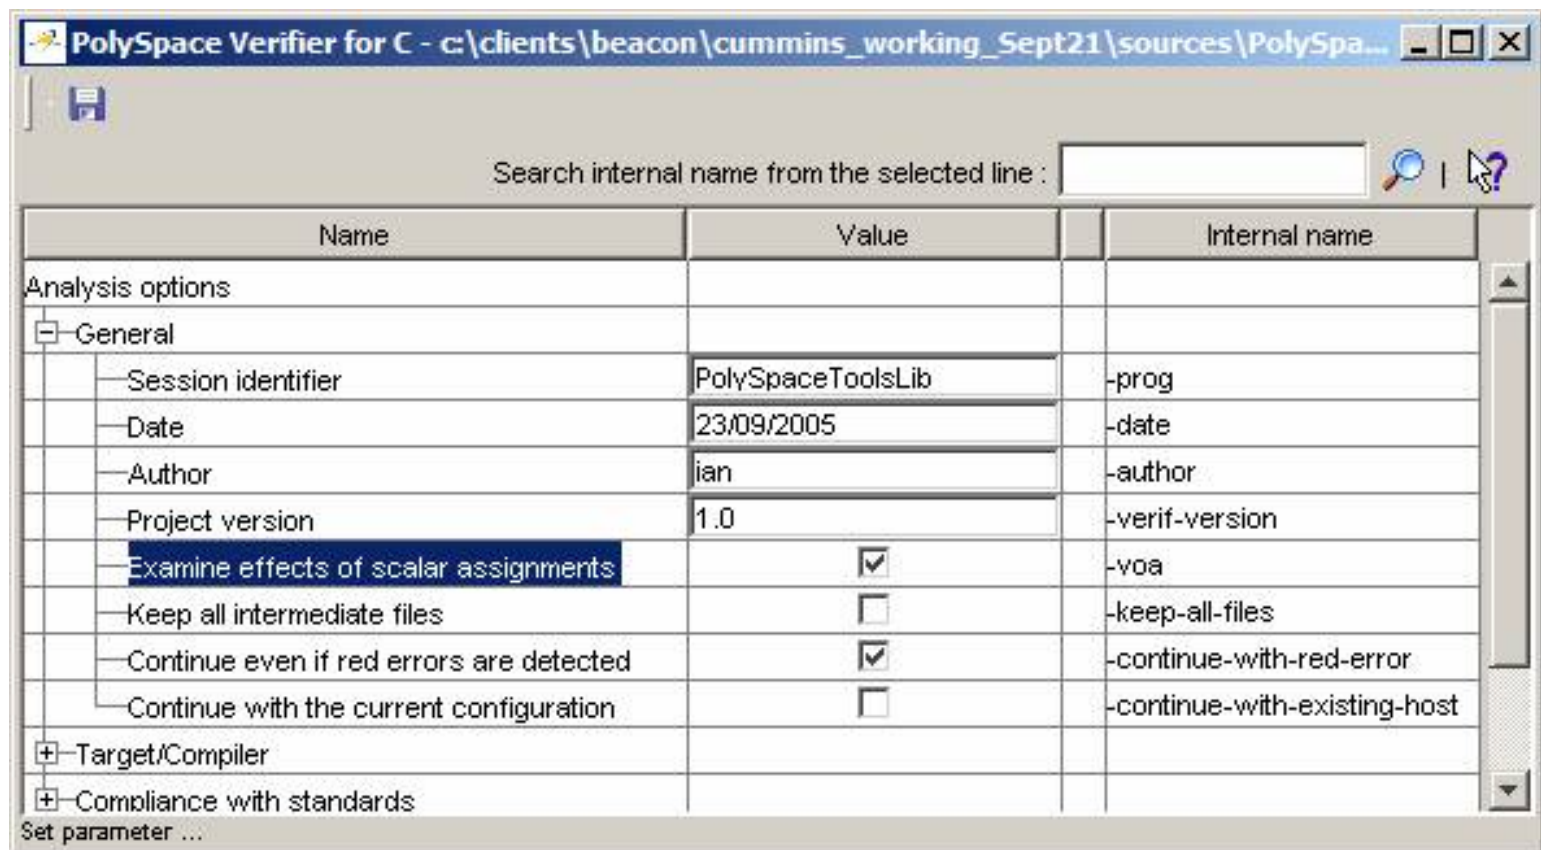 PolySpace Verifier for C - c:\clients\beacon\cummins_working_Sept21\sources\PolySpa...
Search internal name from the selected line :
Name Value Internal name
Analysis options
General
Session identifier PolySpaceToolsLib -prog
Date 23/09/2005 -date
Author ian -author
Project version 1.0 -verif-version
Examine effects of scalar assignments -voa
Keep all intermediate files -keep-all-files
Continue even if red errors are detected -continue-with-red-error
Continue with the current configuration -continue-with-existing-host
Target/Compiler
Compliance with standards
Set parameter ...